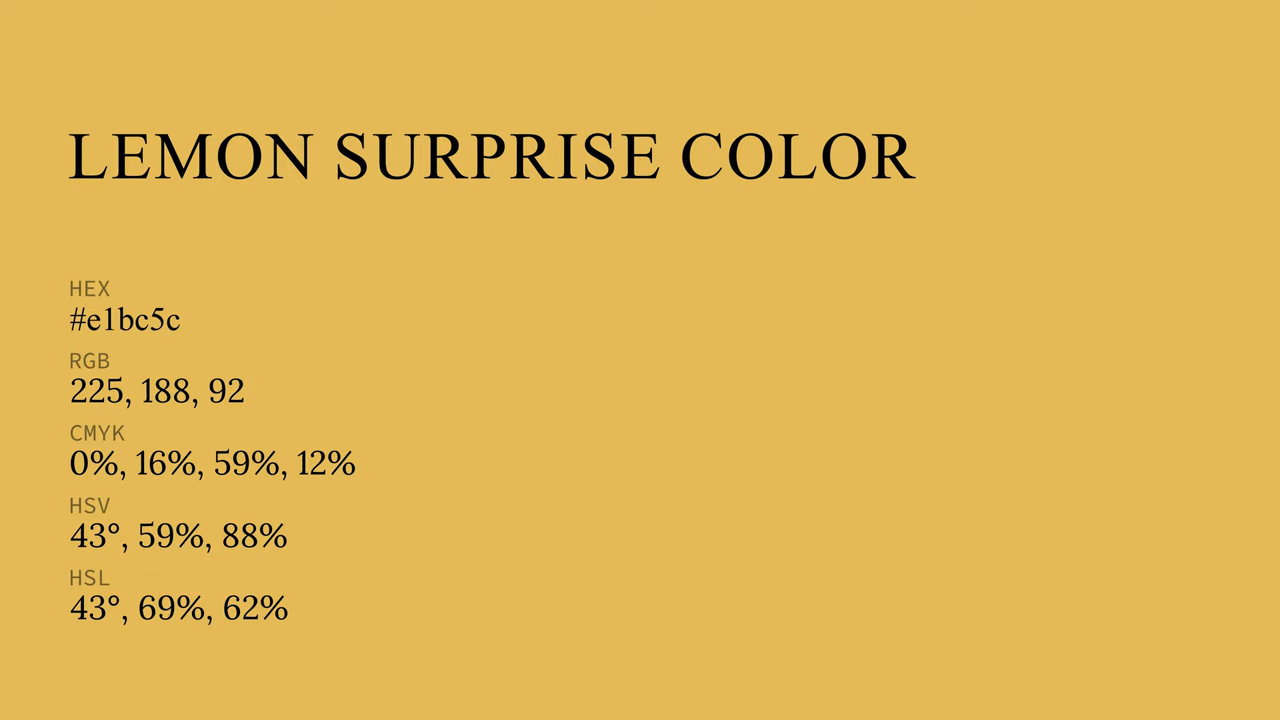 LEMON SURPRISE COLOR
HEX
#e1bc5c
RGB
225, 188, 92
CMYK
0%, 16%, 59%, 12%
HSV
43°, 59%, 88%
HSL
43°, 69%, 62%